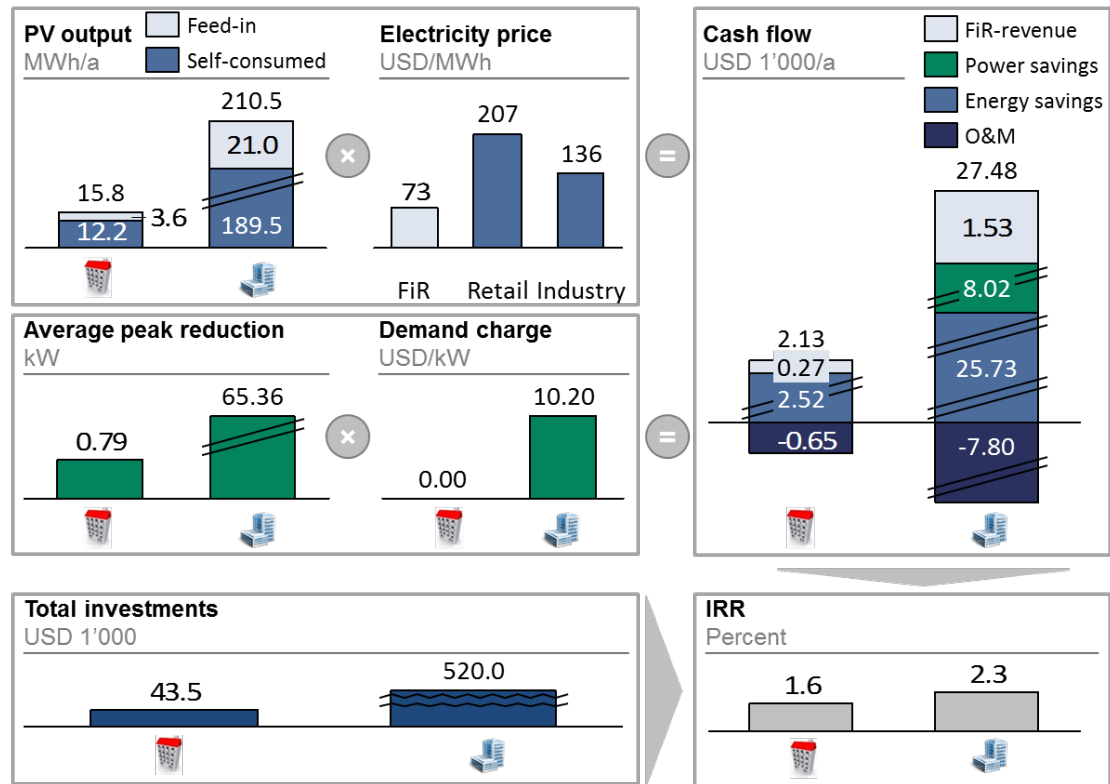 PV output
MWh/a
Feed-in
Self-consumed
210.5
21.0
15.8
3.6
12.2
189.5
Electricity price
USD/MWh
207
136
73
FiR Retail Industry
×
=
Cash flow
USD 1'000/a
FiR-revenue
Power savings
Energy savings
O&M
27.48
1.53
8.02
2.13
0.27
25.73
2.52
-0.65
-7.80
Average peak reduction
kW
65.36
0.79
Demand charge
USD/kW
10.20
0.00
×
=
Total investments
USD 1'000
520.0
43.5
IRR
Percent
2.3
1.6